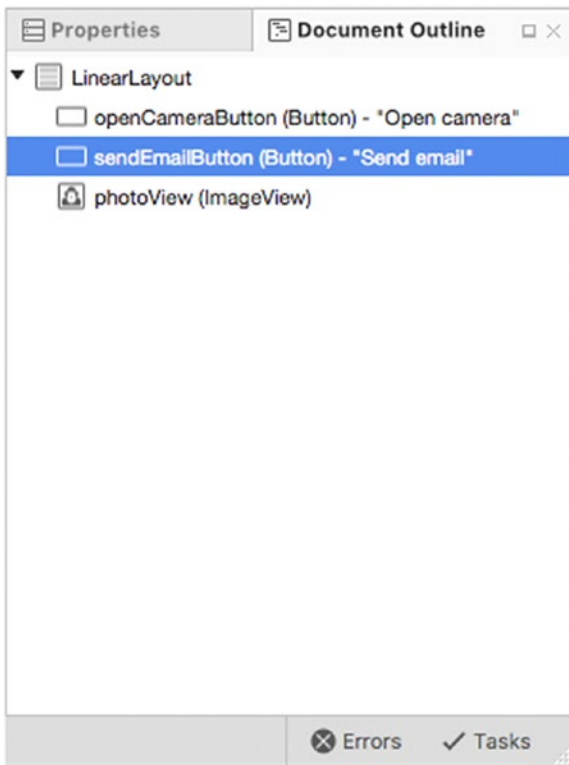 Properties
Document Outline
LinearLayout
openCameraButton (Button) - "Open camera"
sendEmailButton (Button) - "Send email"
photoView (ImageView)
Errors
Tasks